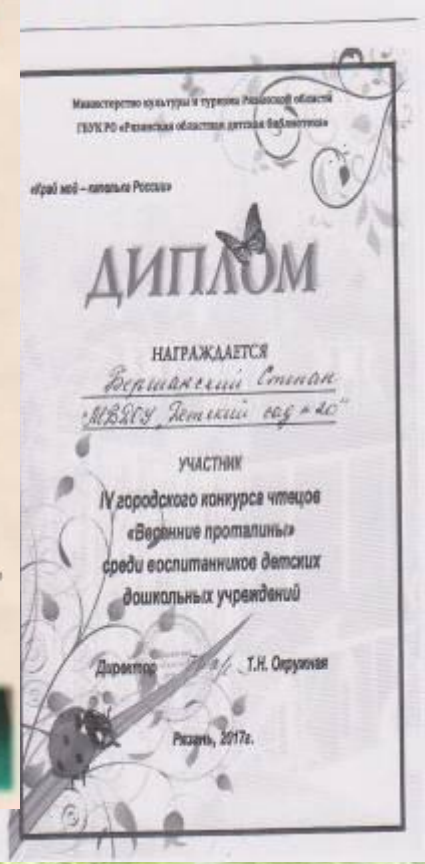 Министерство культуры и туризма Рязанской области
ГБУК РО «Рязанская областная детская библиотека»
«Край мой – капелька России»
ДИПЛОМ
НАГРАЖДАЕТСЯ
Бершанский Степан
"МБДОУ Детский сад № 20"
УЧАСТНИК
IV городского конкурса чтецов
«Весенние проталины»
среди воспитанников детских
дошкольных учреждений
Директор Т.Н. Окружная
Рязань, 2017г.